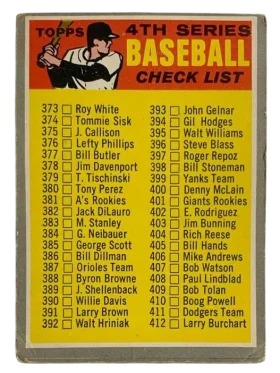 TOPPS
4TH SERIES
BASEBALL
CHECK LIST
373 Roy White
374 Tommie Sisk
375 J. Callison
376 Lefty Phillips
377 Bill Butler
378 Jim Davenport
379 T. Tischinski
380 Tony Perez
381 A's Rookies
382 Jack DiLauro
383 M. Stanley
384 G. Neibauer
385 George Scott
386 Bill Dillman
387 Orioles Team
388 Byron Browne
389 J. Shellenback
390 Willie Davis
391 Larry Brown
392 Walt Hriniak
393 John Gelnar
394 Gil Hodges
395 Walt Williams
396 Steve Blass
397 Roger Repoz
398 Bill Stoneman
399 Yanks Team
400 Denny McLain
401 Giants Rookies
402 E. Rodriguez
403 Jim Bunning
404 Rich Reese
405 Bill Hands
406 Mike Andrews
407 Bob Watson
408 Paul Lindblad
409 Bob Tolan
410 Boog Powell
411 Dodgers Team
412 Larry Burchart